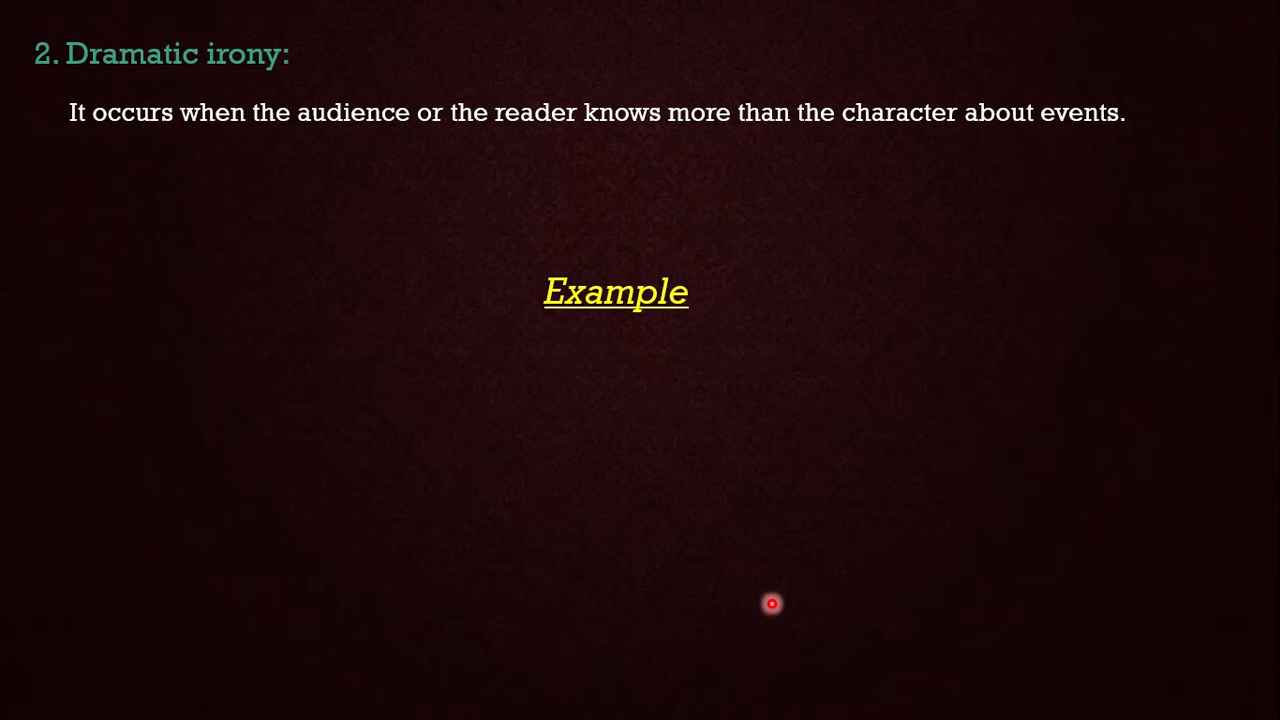 2. Dramatic irony:
It occurs when the audience or the reader knows more than the character about events.
Example